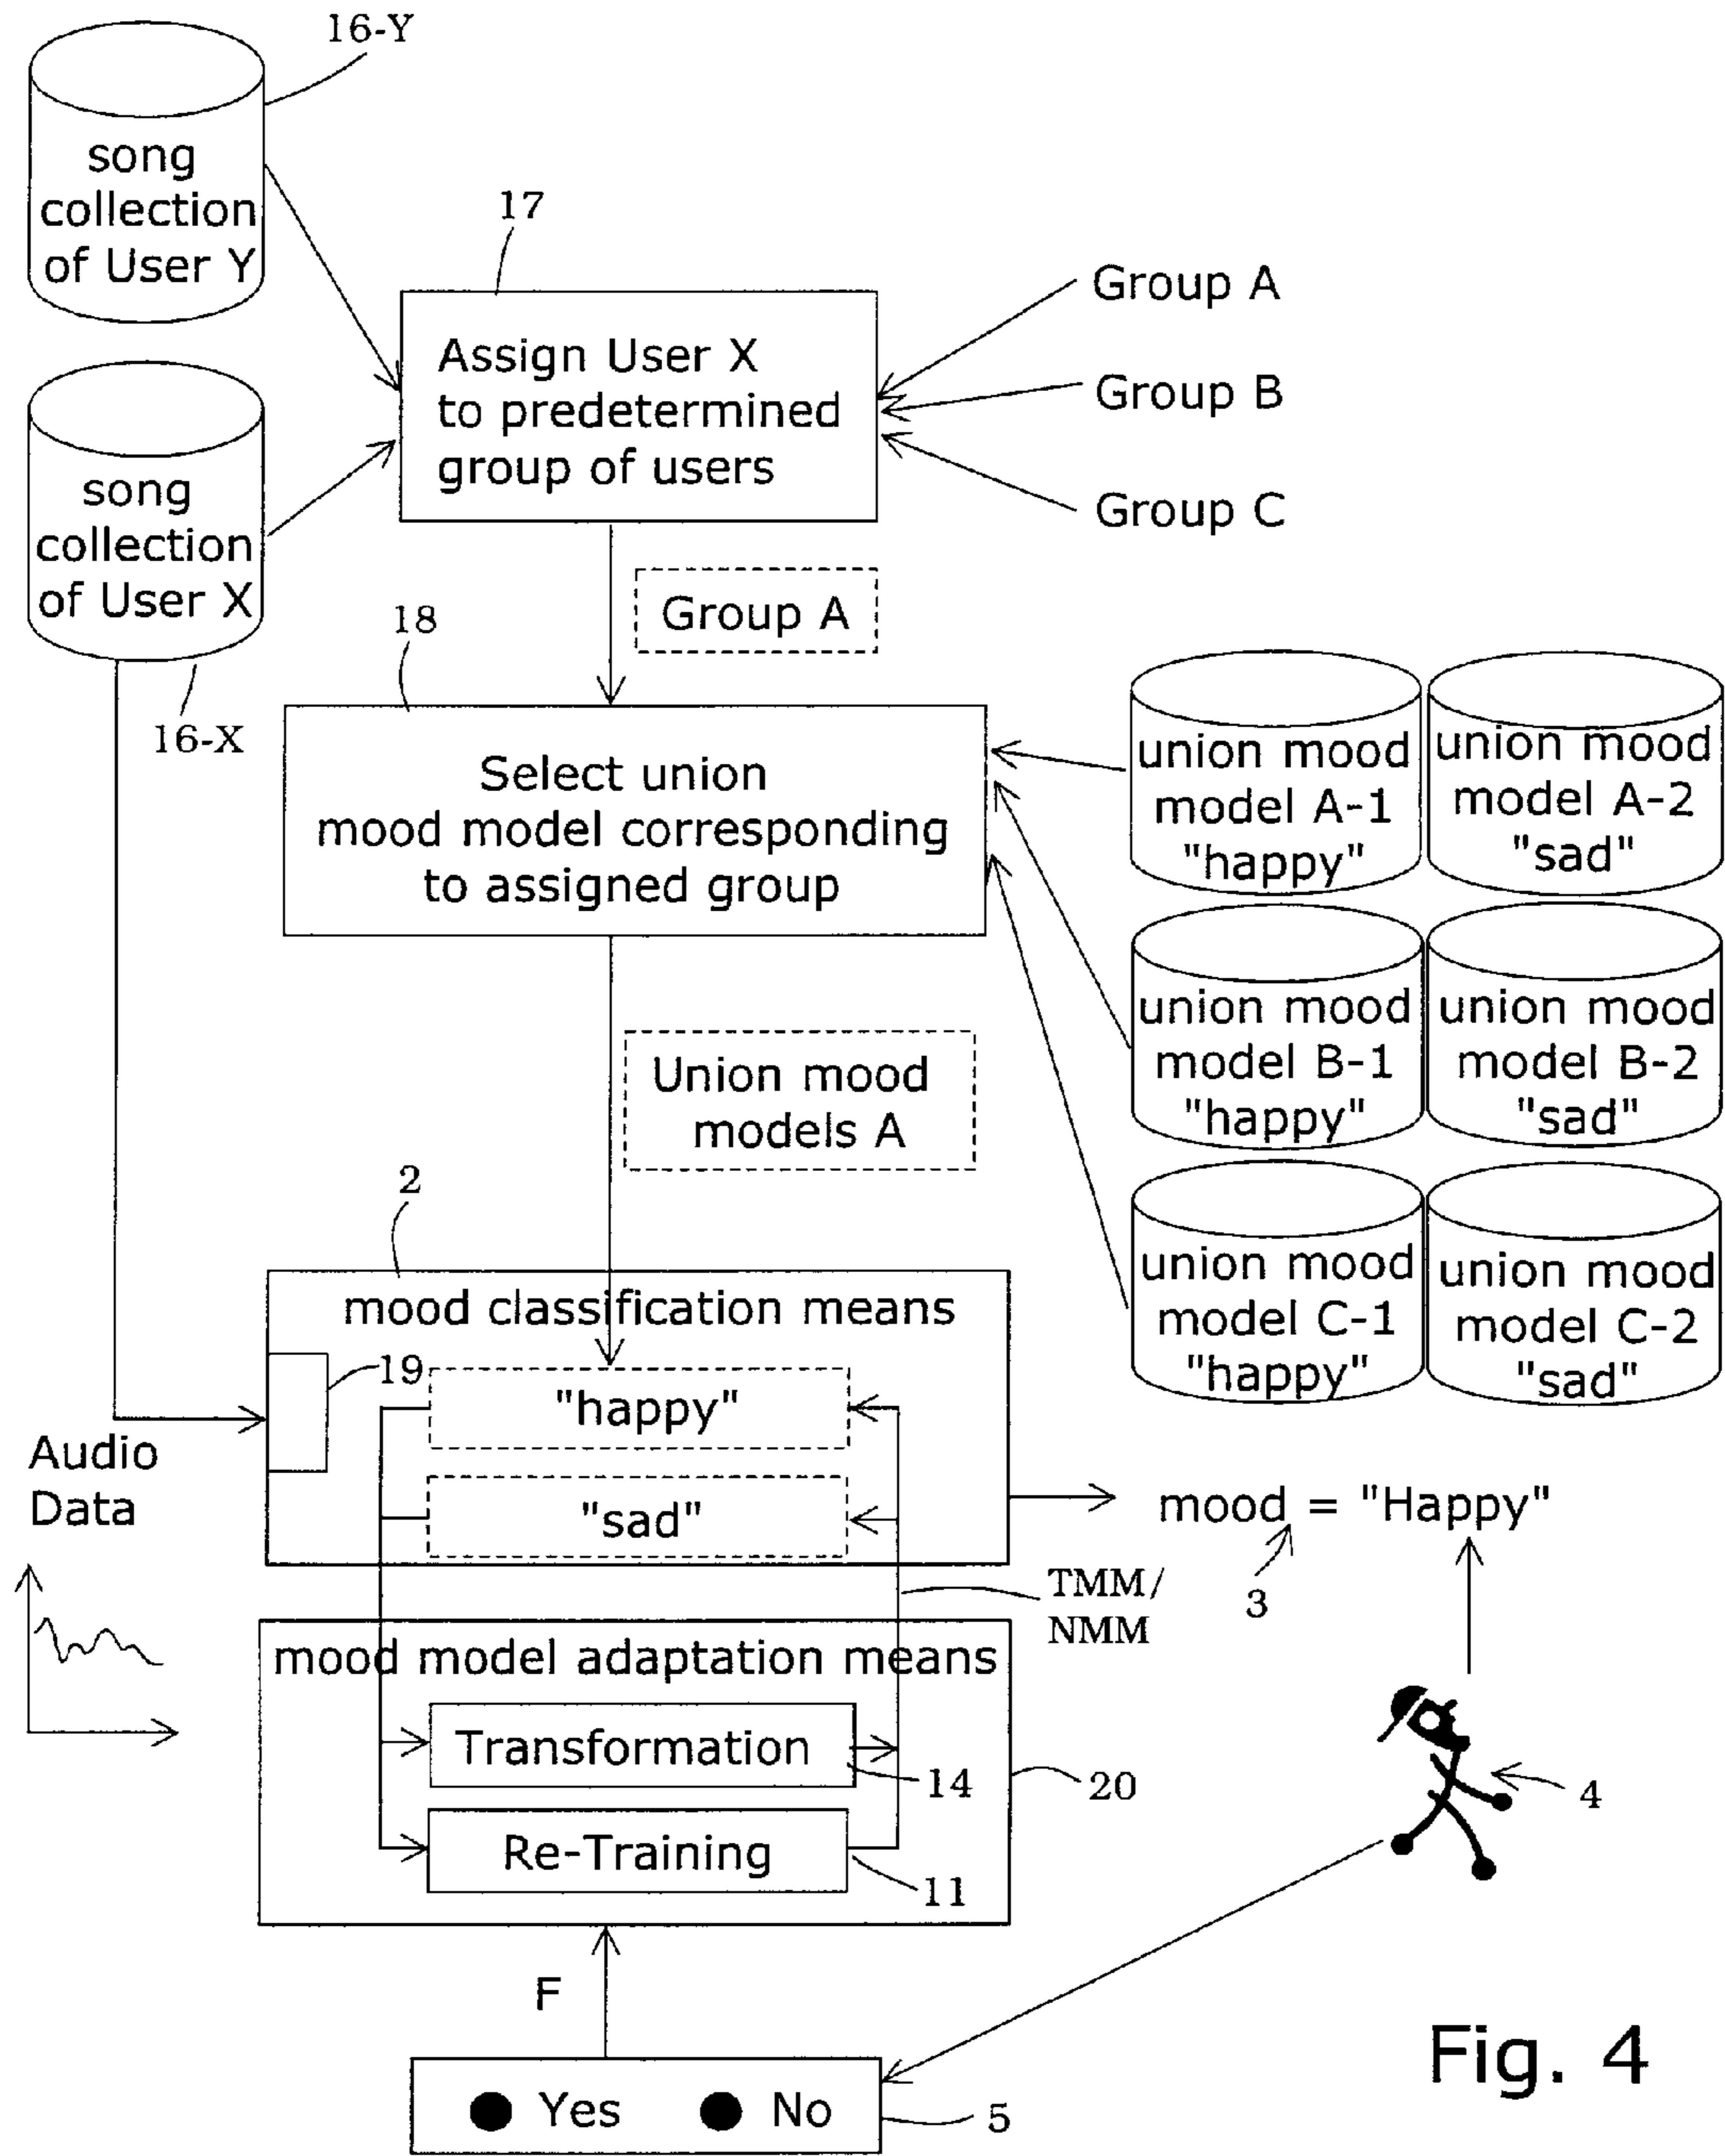 16-Y
song
collection
of User Y
17
Assign User X
to predetermined
group of users
Group A
Group B
Group C
song
collection
of User X
16-X
Group A
18
Select union
mood model corresponding
to assigned group
union mood
model A-1
"happy"
union mood
model A-2
"sad"
union mood
model B-1
"happy"
union mood
model B-2
"sad"
union mood
model C-1
"happy"
union mood
model C-2
"sad"
Union mood
models A
2
mood classification means
19
"happy"
"sad"
Audio
Data
mood = "Happy"
3
TMM/
NMM
mood model adaptation means
Transformation
14
20
Re-Training
11
4
F
Yes No
5
Fig. 4